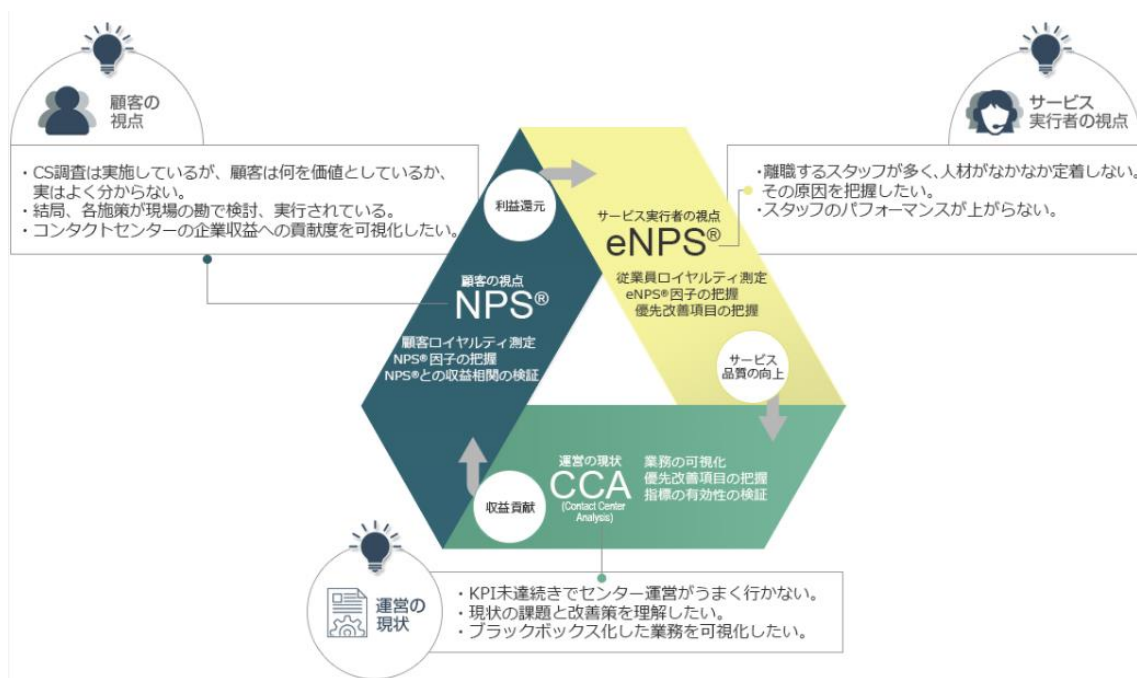 顧客の
視点
・CS調査は実施しているが、顧客は何を価値としているか、
実はよく分からない。
・結局、各施策が現場の勘で検討、実行されている。
・コンタクトセンターの企業収益への貢献度を可視化したい。
サービス
実行者の視点
・離職するスタッフが多く、人材がなかなか定着しない。
その原因を把握したい。
・スタッフのパフォーマンスが上がらない。
利益還元
サービス実行者の視点
eNPS®
従業員ロイヤルティ測定
eNPS®因子の把握
優先改善項目の把握
顧客の視点
NPS®
顧客ロイヤルティ測定
NPS®因子の把握
NPS®との収益相関の検証
サービス
品質の向上
運営の現状
CCA
(Contact Center
Analysis)
業務の可視化
優先改善項目の把握
指標の有効性の検証
収益貢献
運営の
現状
・KPI未達続きでセンター運営がうまく行かない。
・現状の課題と改善策を理解したい。
・ブラックボックス化した業務を可視化したい。